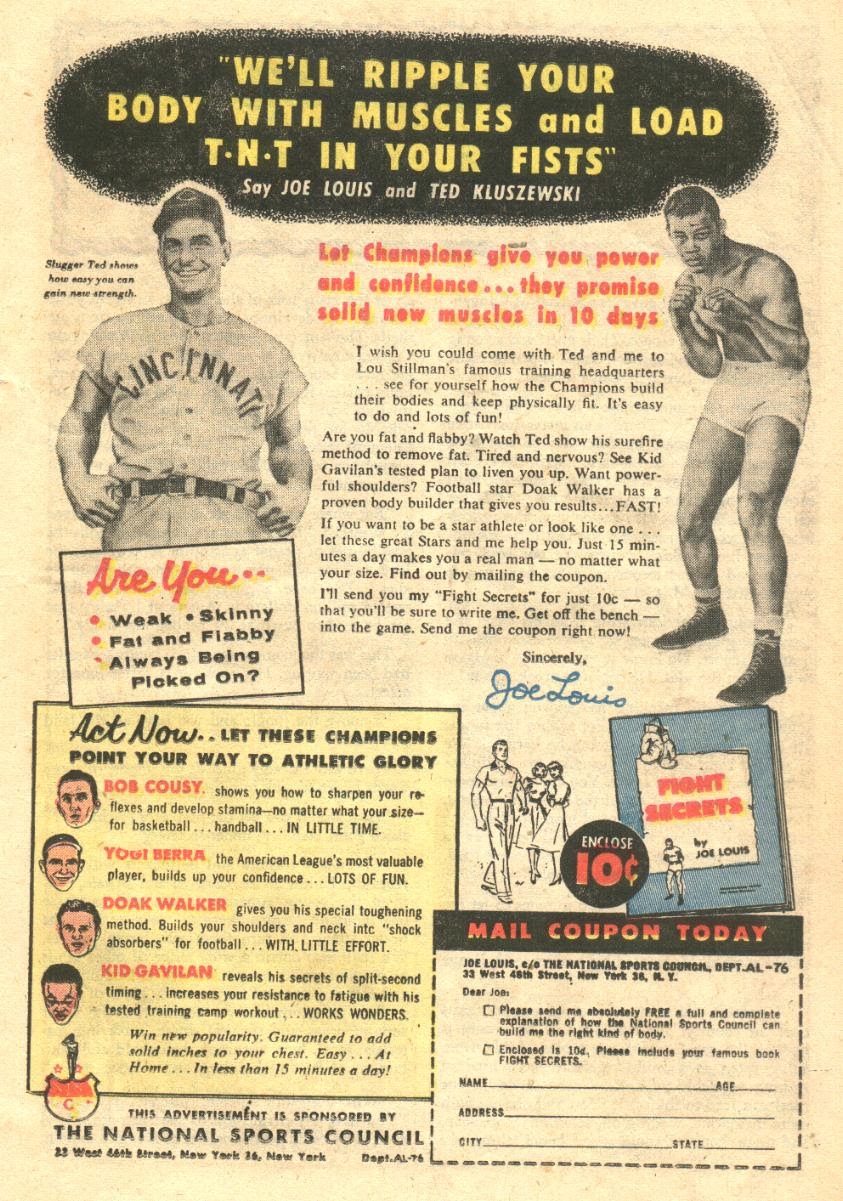 "WE'LL RIPPLE YOUR
BODY WITH MUSCLES and LOAD
T·N·T IN YOUR FISTS"
Say JOE LOUIS and TED KLUSZEWSKI
Slugger Ted shows
how easy you can
gain new strength.
CINCINNATI
Let Champions give you power
and confidence...they promise
solid new muscles in 10 days
I wish you could come with Ted and me to
Lou Stillman's famous training headquarters
. . . see for yourself how the Champions build
their bodies and keep physically fit. It's easy
to do and lots of fun!
Are you fat and flabby? Watch Ted show his surefire
method to remove fat. Tired and nervous? See Kid
Gavilan's tested plan to liven you up. Want power-
ful shoulders? Football star Doak Walker has a
proven body builder that gives you results...FAST!
If you want to be a star athlete or look like one . . .
let these great Stars and me help you. Just 15 min-
utes a day makes you a real man — no matter what
your size. Find out by mailing the coupon.
I'll send you my "Fight Secrets" for just 10c — so
that you'll be sure to write me. Get off the bench —
into the game. Send me the coupon right now!
Sincerely,
Joe Louis
Are You..
• Weak • Skinny
• Fat and Flabby
• Always Being
Picked On?
Act Now.. LET THESE CHAMPIONS
POINT YOUR WAY TO ATHLETIC GLORY
BOB COUSY. shows you how to sharpen your re-
flexes and develop stamina—no matter what your size—
for basketball...handball...IN LITTLE TIME.
YOGI BERRA the American League's most valuable
player, builds up your confidence...LOTS OF FUN.
DOAK WALKER gives you his special toughening
method. Builds your shoulders and neck into "shock
absorbers" for football...WITH LITTLE EFFORT.
KID GAVILAN reveals his secrets of split-second
timing...increases your resistance to fatigue with his
tested training camp workout...WORKS WONDERS.
Win new popularity. Guaranteed to add
solid inches to your chest. Easy...At
Home...In less than 15 minutes a day!
THIS ADVERTISEMENT IS SPONSORED BY
THE NATIONAL SPORTS COUNCIL
33 West 46th Street, New York 36, New York Dept.AL-76
FIGHT
SECRETS
by
JOE LOUIS
ENCLOSE
10¢
MAIL COUPON TODAY
JOE LOUIS, c/o THE NATIONAL SPORTS COUNCIL, DEPT.AL-76
33 West 46th Street, New York 36, N. Y.
Dear Joe:
Please send me absolutely FREE a full and complete
explanation of how the National Sports Council can
build me the right kind of body.
Enclosed is 10¢. Please include your famous book
FIGHT SECRETS.
NAME AGE
ADDRESS
CITY STATE